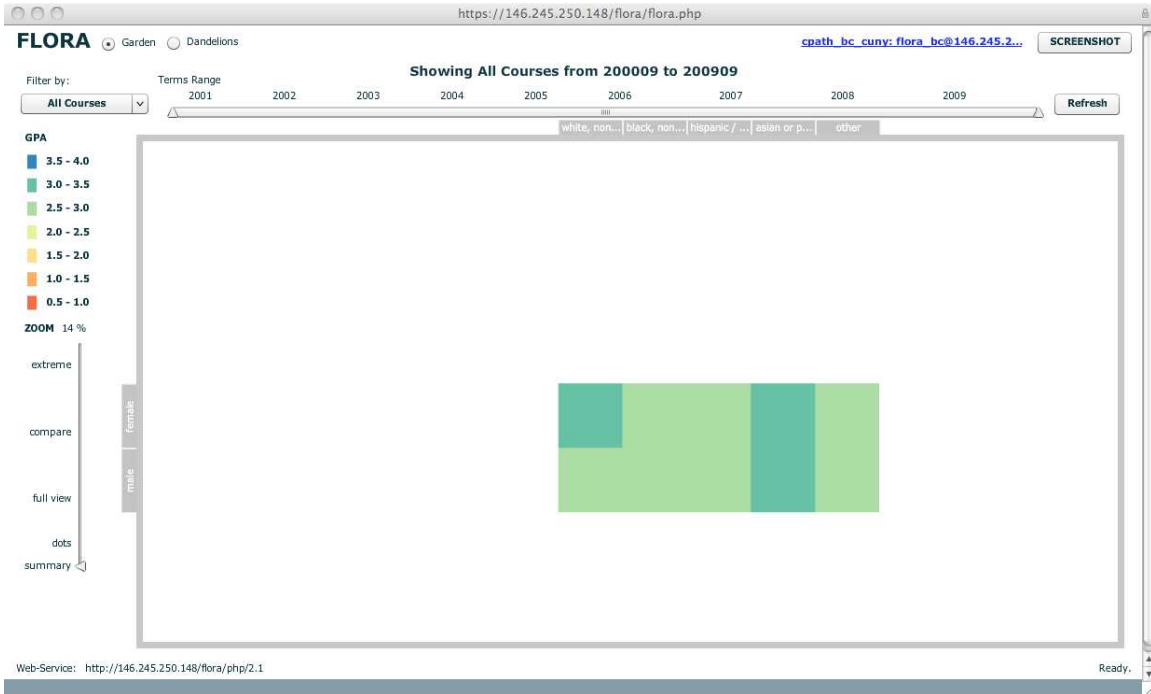 https://146.245.250.148/flora/flora.php
FLORA Garden Dandelions cpath_bc_cuny: flora_bc@146.245.2... SCREENSHOT
Showing All Courses from 200009 to 200909
Filter by: Terms Range
All Courses 2001 2002 2003 2004 2005 2006 2007 2008 2009 Refresh
white, non... black, non... hispanic / ... asian or p... other
GPA
3.5 - 4.0
3.0 - 3.5
2.5 - 3.0
2.0 - 2.5
1.5 - 2.0
1.0 - 1.5
0.5 - 1.0
ZOOM 14 %
extreme
compare
full view
dots
summary
female
male
Web-Service: http://146.245.250.148/flora/php/2.1 Ready.